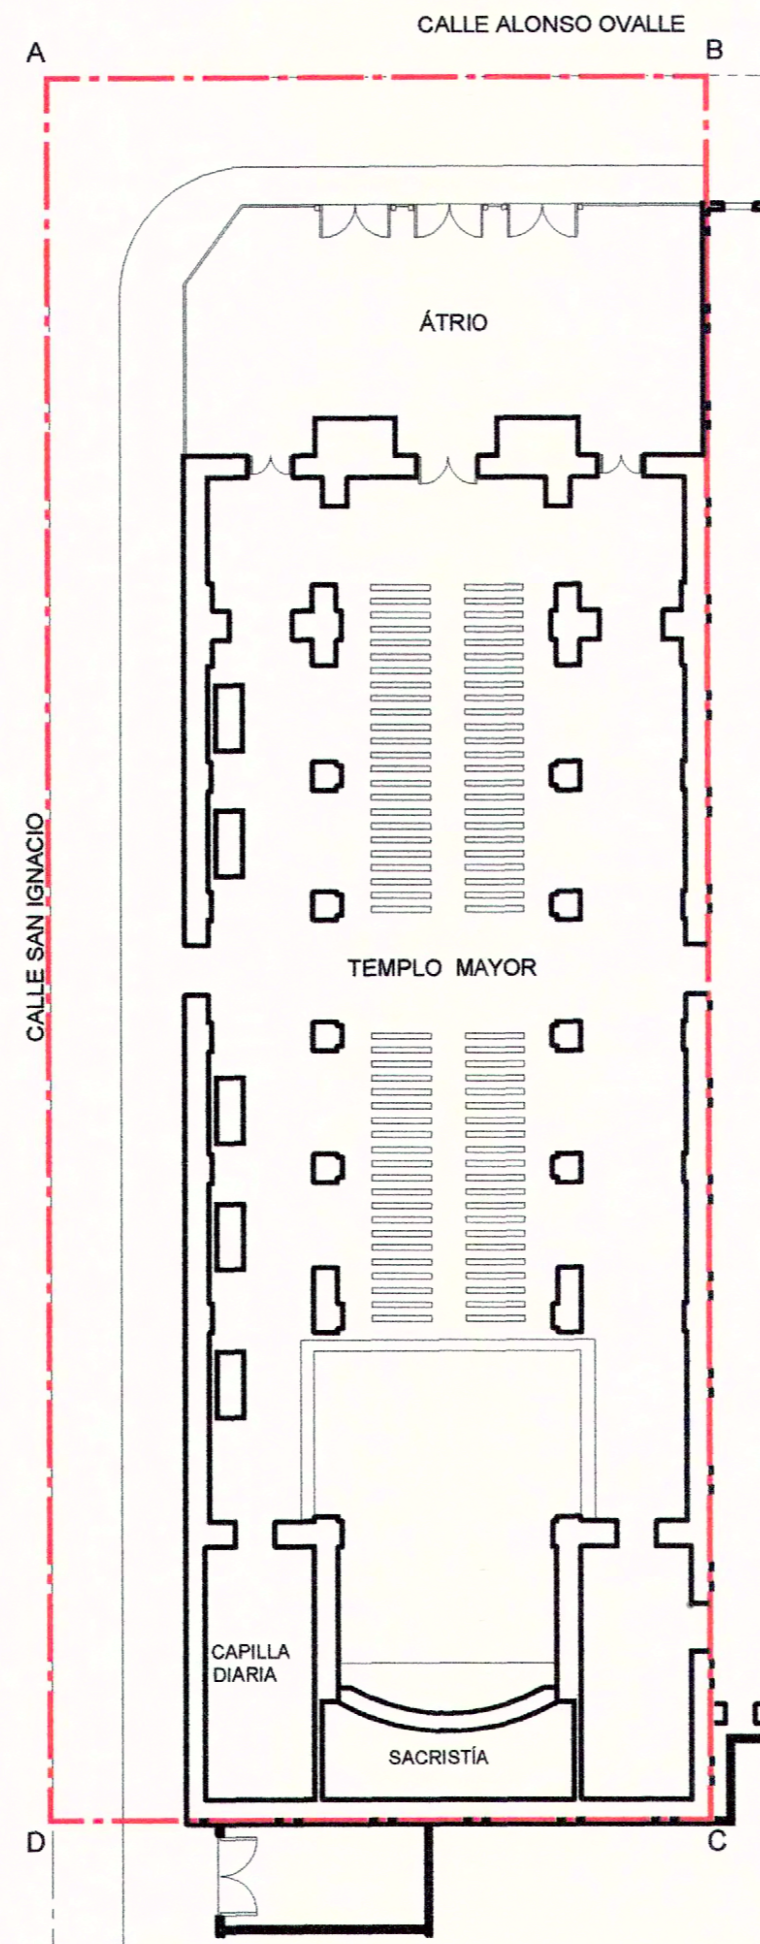 CALLE ALONSO OVALLE
A
B
ÁTRIO
CALLE SAN IGNACIO
TEMPLO MAYOR
CAPILLA
DIARIA
SACRISTÍA
D
C